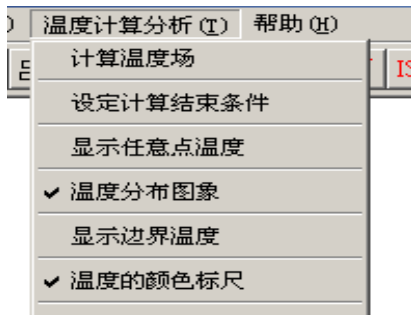 ) 温度计算分析(T) 帮助(H)
计算温度场
设定计算结束条件
显示任意点温度
✓ 温度分布图象
显示边界温度
✓ 温度的颜色标尺